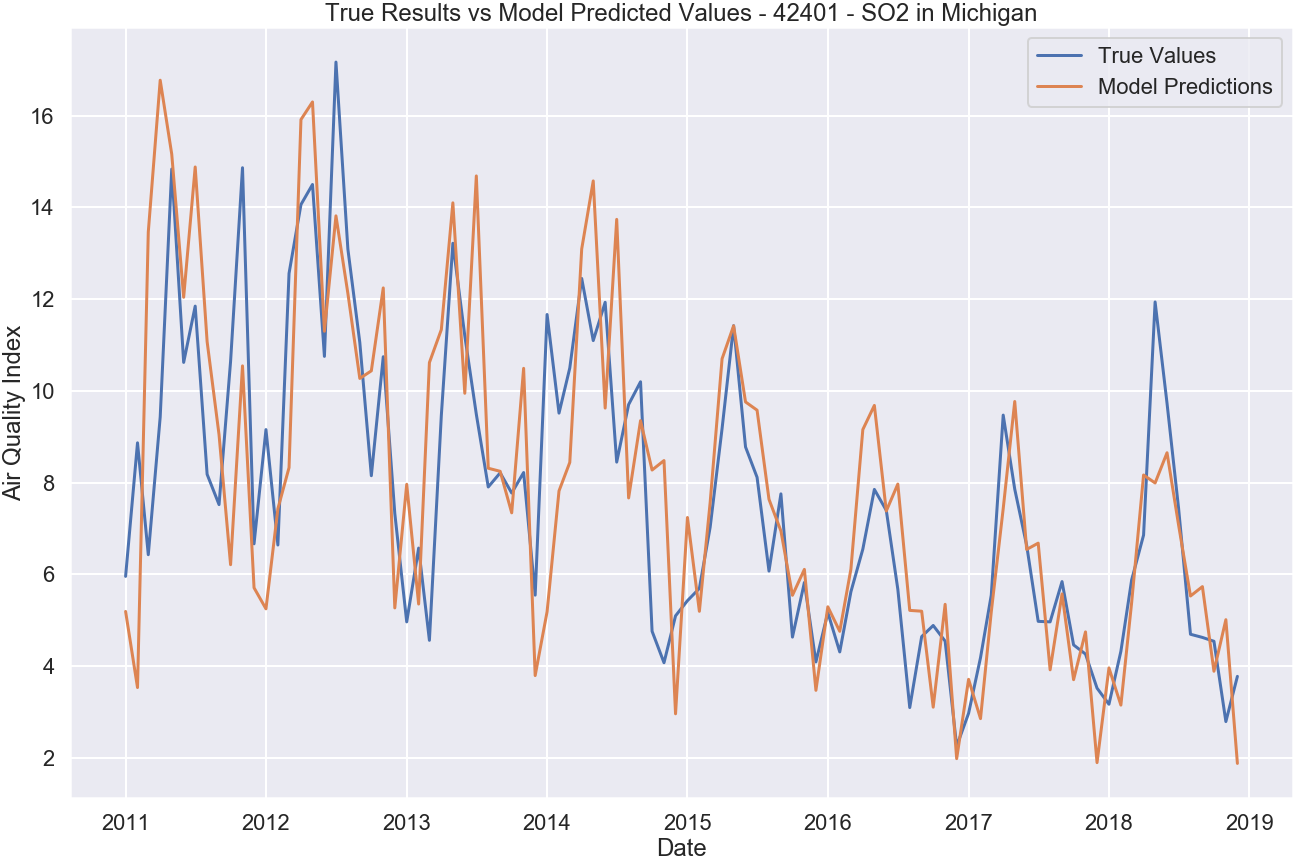 True Results vs Model Predicted Values - 42401 - SO2 in Michigan
True Values
Model Predictions
Air Quality Index
16
14
12
10
8
6
4
2
2011 2012 2013 2014 2015 2016 2017 2018 2019
Date